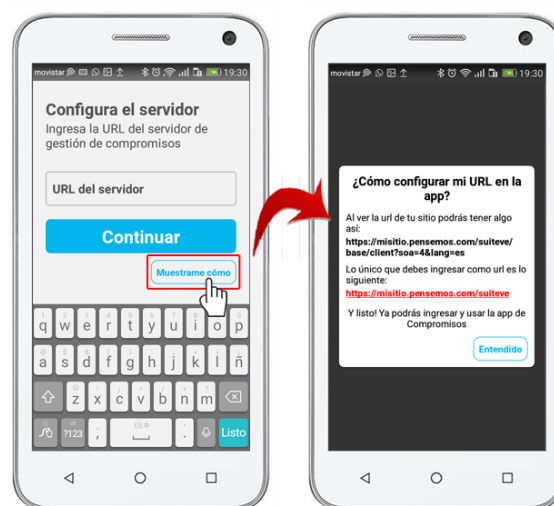 movistar 19:30
Configura el servidor
Ingresa la URL del servidor de
gestión de compromisos
URL del servidor
Continuar
Muestrame cómo
q w e r t y u i o p
a s d f g h j k l ñ
z x c v b n m
?123 , ES . Listo
movistar 19:30
¿Cómo configurar mi URL en la
app?
Al ver la url de tu sitio podrás tener algo
así:
https://misitio.pensemos.com/suiteve/
base/client?soa=4&lang=es
Lo único que debes ingresar como url es lo
siguiente:
https://misitio.pensemos.com/suiteve
Y listo! Ya podrás ingresar y usar la app de
Compromisos
Entendido